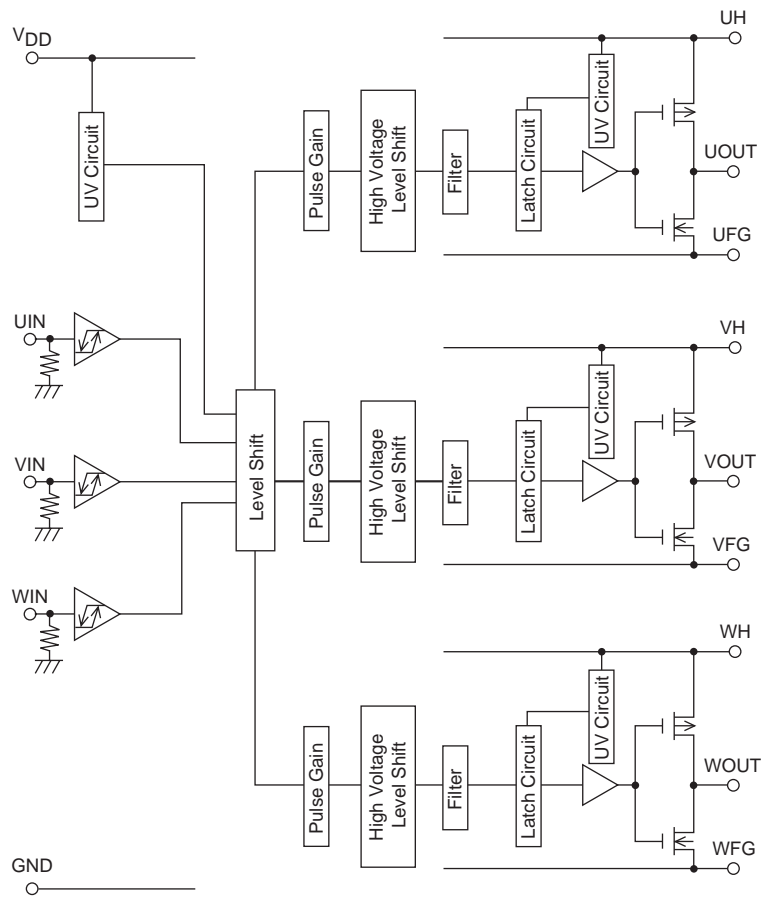 VDD
UV Circuit
UIN
VIN
WIN
GND
Level Shift
Pulse Gain
High Voltage
Level Shift
Filter
Latch Circuit
UV Circuit
UH
UOUT
UFG
Pulse Gain
High Voltage
Level Shift
Filter
Latch Circuit
UV Circuit
VH
VOUT
VFG
Pulse Gain
High Voltage
Level Shift
Filter
Latch Circuit
UV Circuit
WH
WOUT
WFG